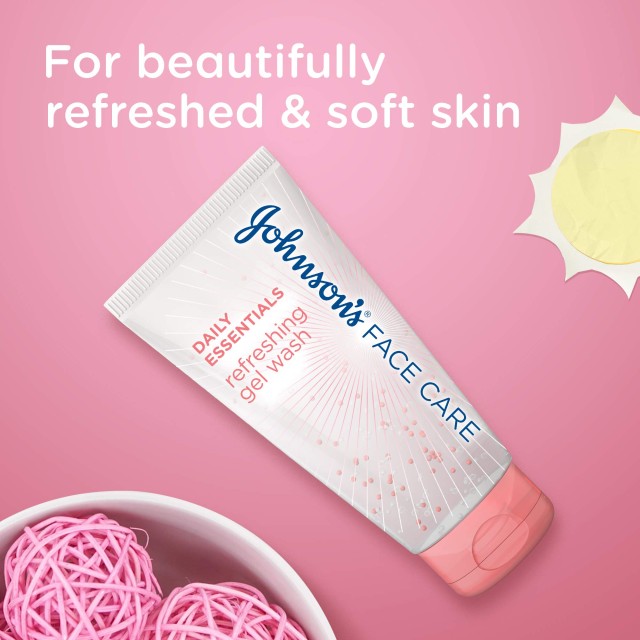 For beautifully
refreshed & soft skin
Johnson's® FACE CARE
DAILY
ESSENTIALS
refreshing
gel wash